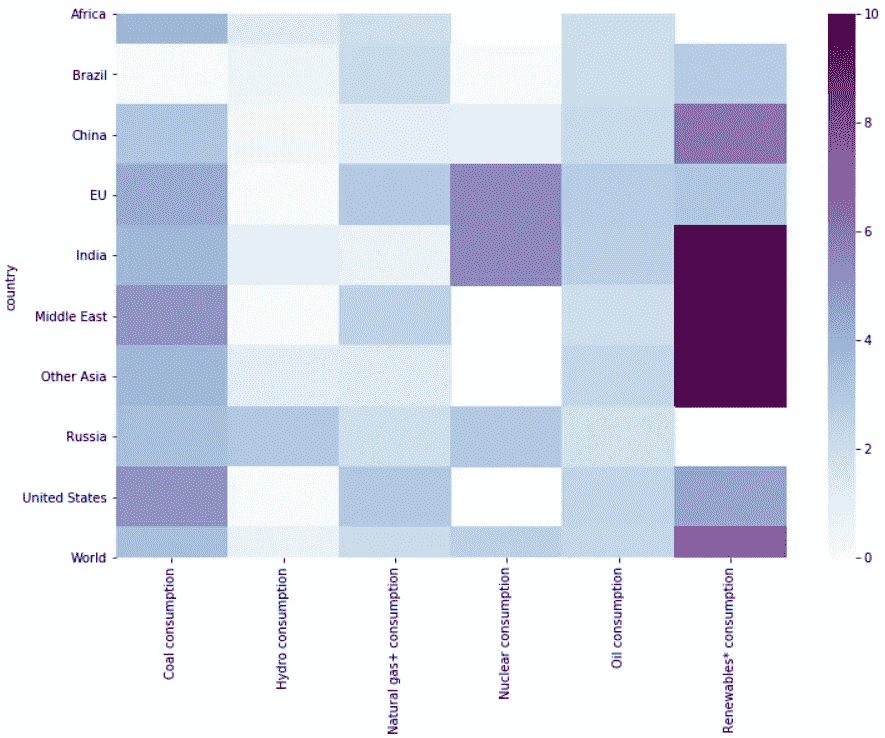 Africa
Brazil
China
EU
India
Middle East
Other Asia
Russia
United States
World
country
Coal consumption
Hydro consumption
Natural gas+ consumption
Nuclear consumption
Oil consumption
Renewables* consumption
10
8
6
4
2
0